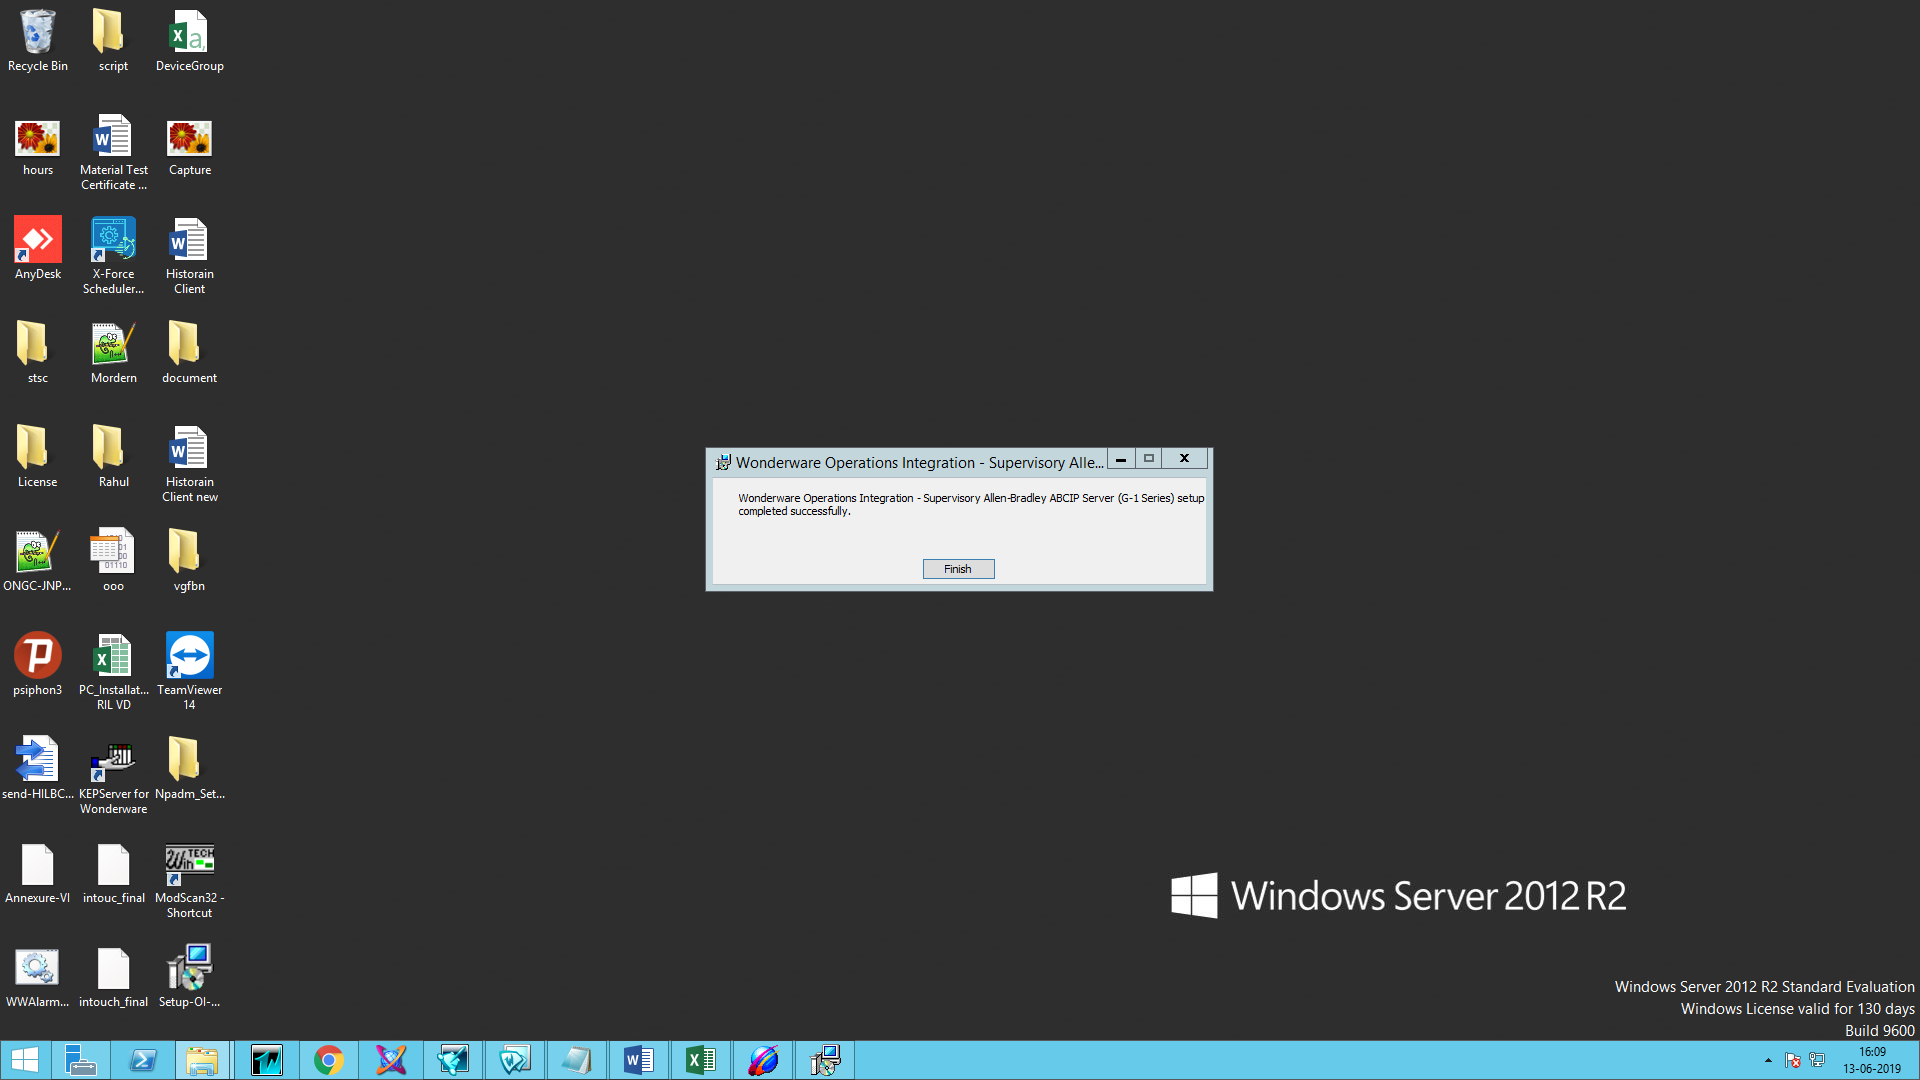 Recycle Bin
script
DeviceGroup
hours
Material Test
Certificate ...
Capture
AnyDesk
X-Force
Scheduler...
Historain
Client
stsc
Mordern
document
License
Rahul
Historain
Client new
ONGC-JNP...
ooo
vgfbn
psiphon3
PC_Installat...
RIL VD
TeamViewer
14
send-HILBC...
KEPServer for
Wonderware
Npadm_Set...
Annexure-VI
intouc_final
WinTECH
ModScan32 -
Shortcut
WWAlarm...
intouch_final
Setup-OI-...
Wonderware Operations Integration - Supervisory Alle...
Wonderware Operations Integration - Supervisory Allen-Bradley ABCIP Server (G-1 Series) setup
completed successfully.
Finish
Windows Server 2012 R2
Windows Server 2012 R2 Standard Evaluation
Windows License valid for 130 days
Build 9600
16:09
13-06-2019